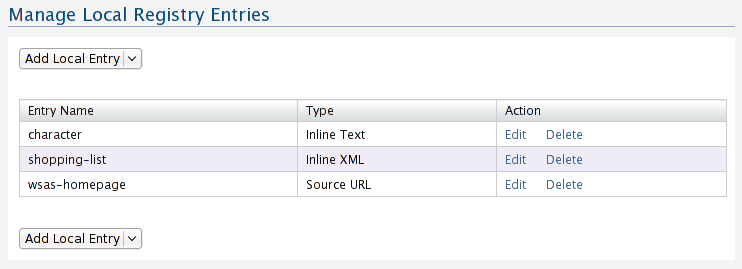 Manage Local Registry Entries
Add Local Entry
Entry Name Type Action
character Inline Text Edit Delete
shopping-list Inline XML Edit Delete
wsas-homepage Source URL Edit Delete
Add Local Entry